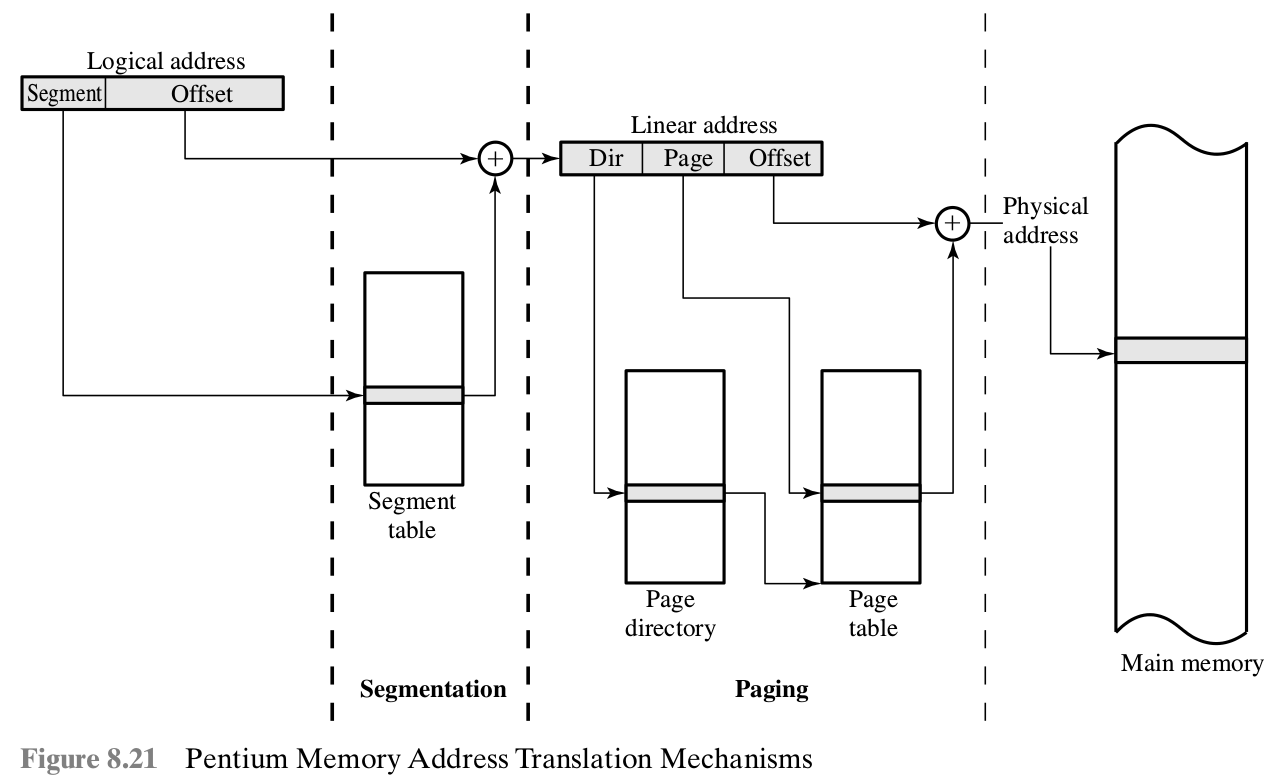 Logical address
Segment Offset
Linear address
Dir Page Offset
+
+
Physical
address
Segment
table
Page
directory
Page
table
Main memory
Segmentation
Paging
Figure 8.21 Pentium Memory Address Translation Mechanisms